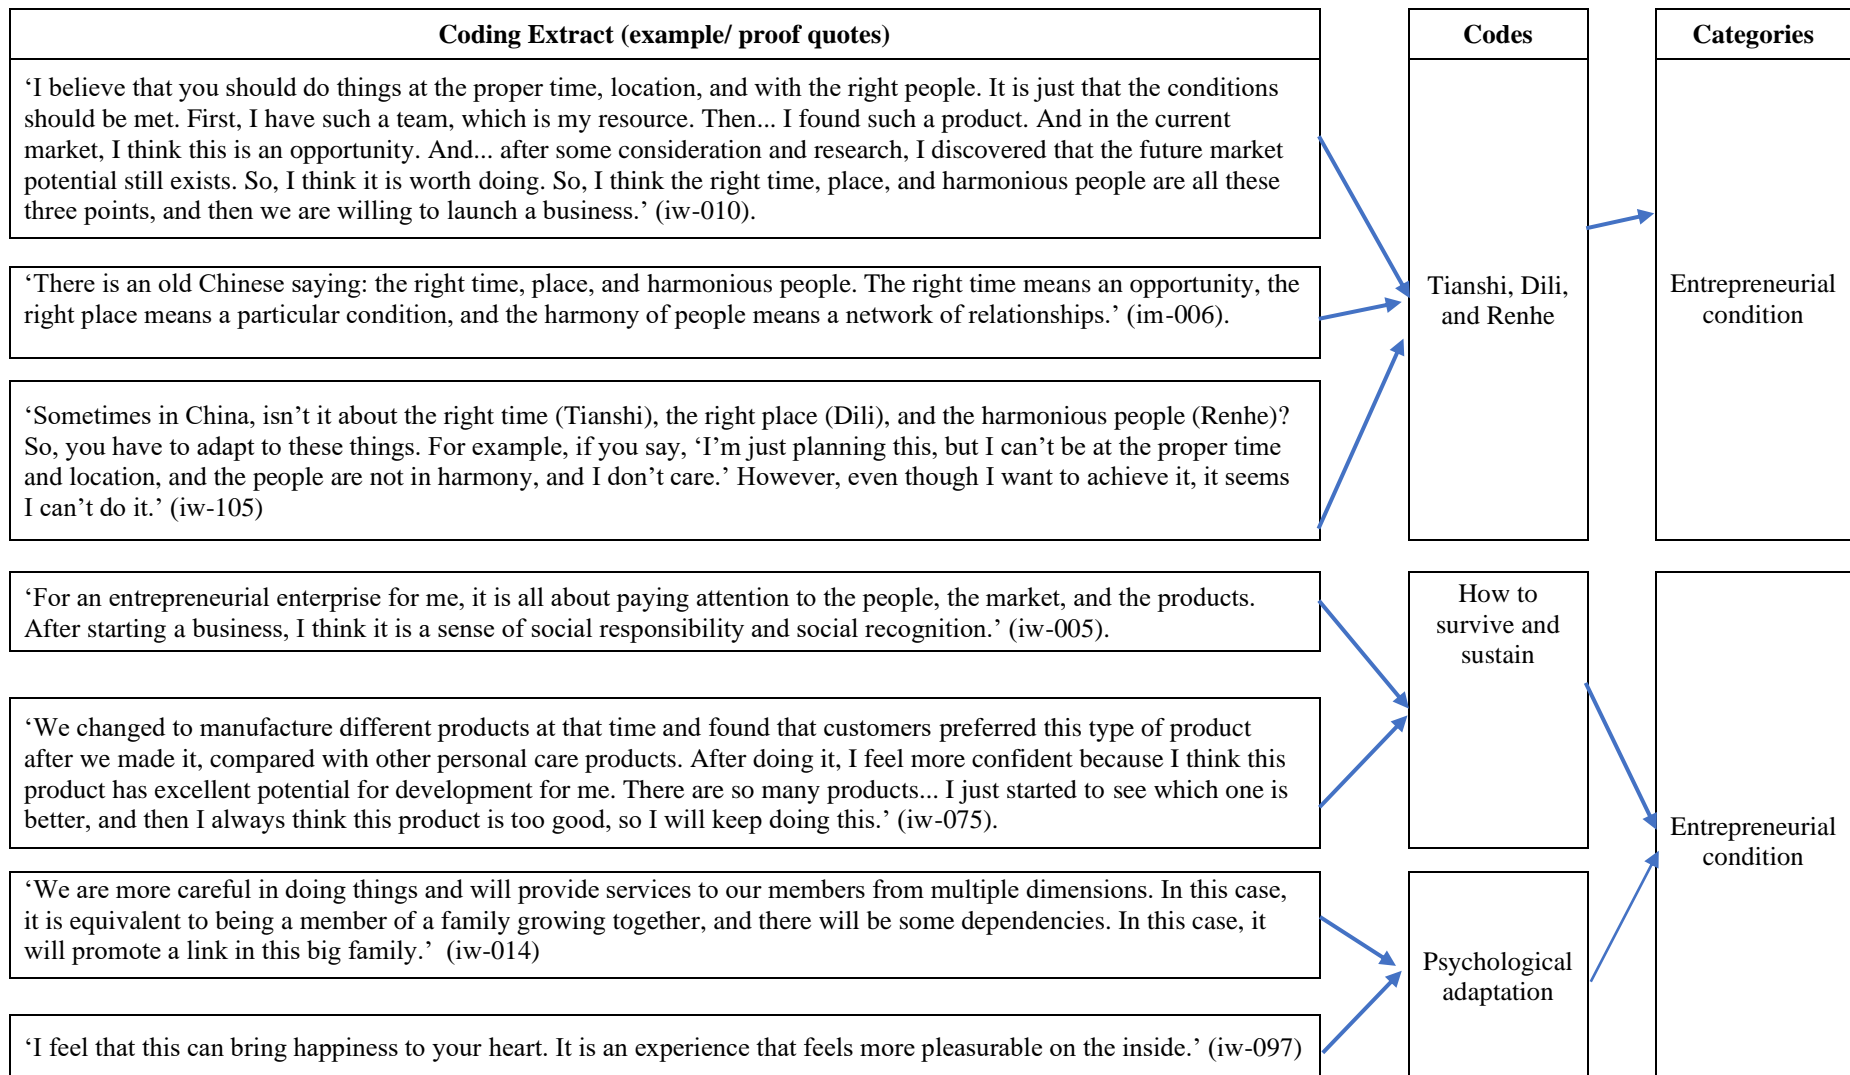 Coding Extract (example/ proof quotes)
Codes
Categories
‘I believe that you should do things at the proper time, location, and with the right people. It is just that the conditions
should be met. First, I have such a team, which is my resource. Then... I found such a product. And in the current
market, I think this is an opportunity. And... after some consideration and research, I discovered that the future market
potential still exists. So, I think it is worth doing. So, I think the right time, place, and harmonious people are all these
three points, and then we are willing to launch a business.’ (iw-010).
‘There is an old Chinese saying: the right time, place, and harmonious people. The right time means an opportunity, the
right place means a particular condition, and the harmony of people means a network of relationships.’ (im-006).
‘Sometimes in China, isn’t it about the right time (Tianshi), the right place (Dili), and the harmonious people (Renhe)?
So, you have to adapt to these things. For example, if you say, ‘I’m just planning this, but I can’t be at the proper time
and location, and the people are not in harmony, and I don’t care.’ However, even though I want to achieve it, it seems
I can’t do it.’ (iw-105)
Tianshi, Dili,
and Renhe
Entrepreneurial
condition
‘For an entrepreneurial enterprise for me, it is all about paying attention to the people, the market, and the products.
After starting a business, I think it is a sense of social responsibility and social recognition.’ (iw-005).
‘We changed to manufacture different products at that time and found that customers preferred this type of product
after we made it, compared with other personal care products. After doing it, I feel more confident because I think this
product has excellent potential for development for me. There are so many products... I just started to see which one is
better, and then I always think this product is too good, so I will keep doing this.’ (iw-075).
How to
survive and
sustain
‘We are more careful in doing things and will provide services to our members from multiple dimensions. In this case,
it is equivalent to being a member of a family growing together, and there will be some dependencies. In this case, it
will promote a link in this big family.’ (iw-014)
‘I feel that this can bring happiness to your heart. It is an experience that feels more pleasurable on the inside.’ (iw-097)
Psychological
adaptation
Entrepreneurial
condition